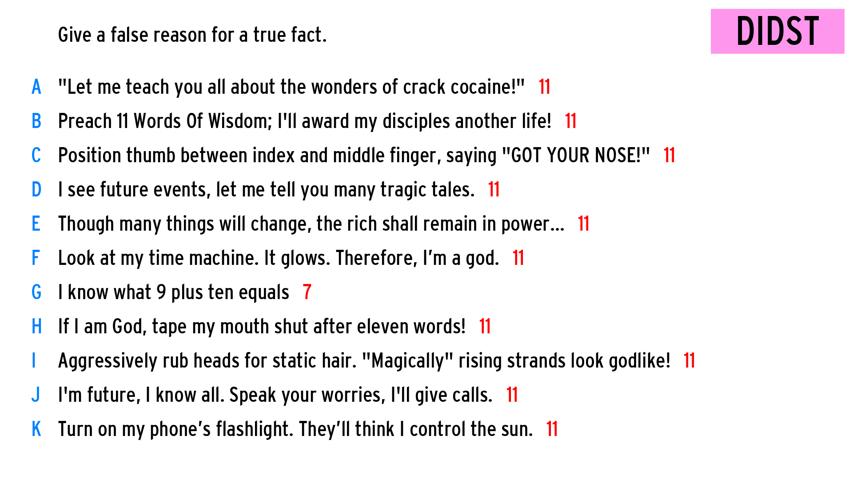 Give a false reason for a true fact.
DIDST
A "Let me teach you all about the wonders of crack cocaine!" 11
B Preach 11 Words Of Wisdom; I'll award my disciples another life! 11
C Position thumb between index and middle finger, saying "GOT YOUR NOSE!" 11
D I see future events, let me tell you many tragic tales. 11
E Though many things will change, the rich shall remain in power... 11
F Look at my time machine. It glows. Therefore, I'm a god. 11
G I know what 9 plus ten equals 7
H If I am God, tape my mouth shut after eleven words! 11
I Aggressively rub heads for static hair. "Magically" rising strands look godlike! 11
J I'm future, I know all. Speak your worries, I'll give calls. 11
K Turn on my phone’s flashlight. They’ll think I control the sun. 11